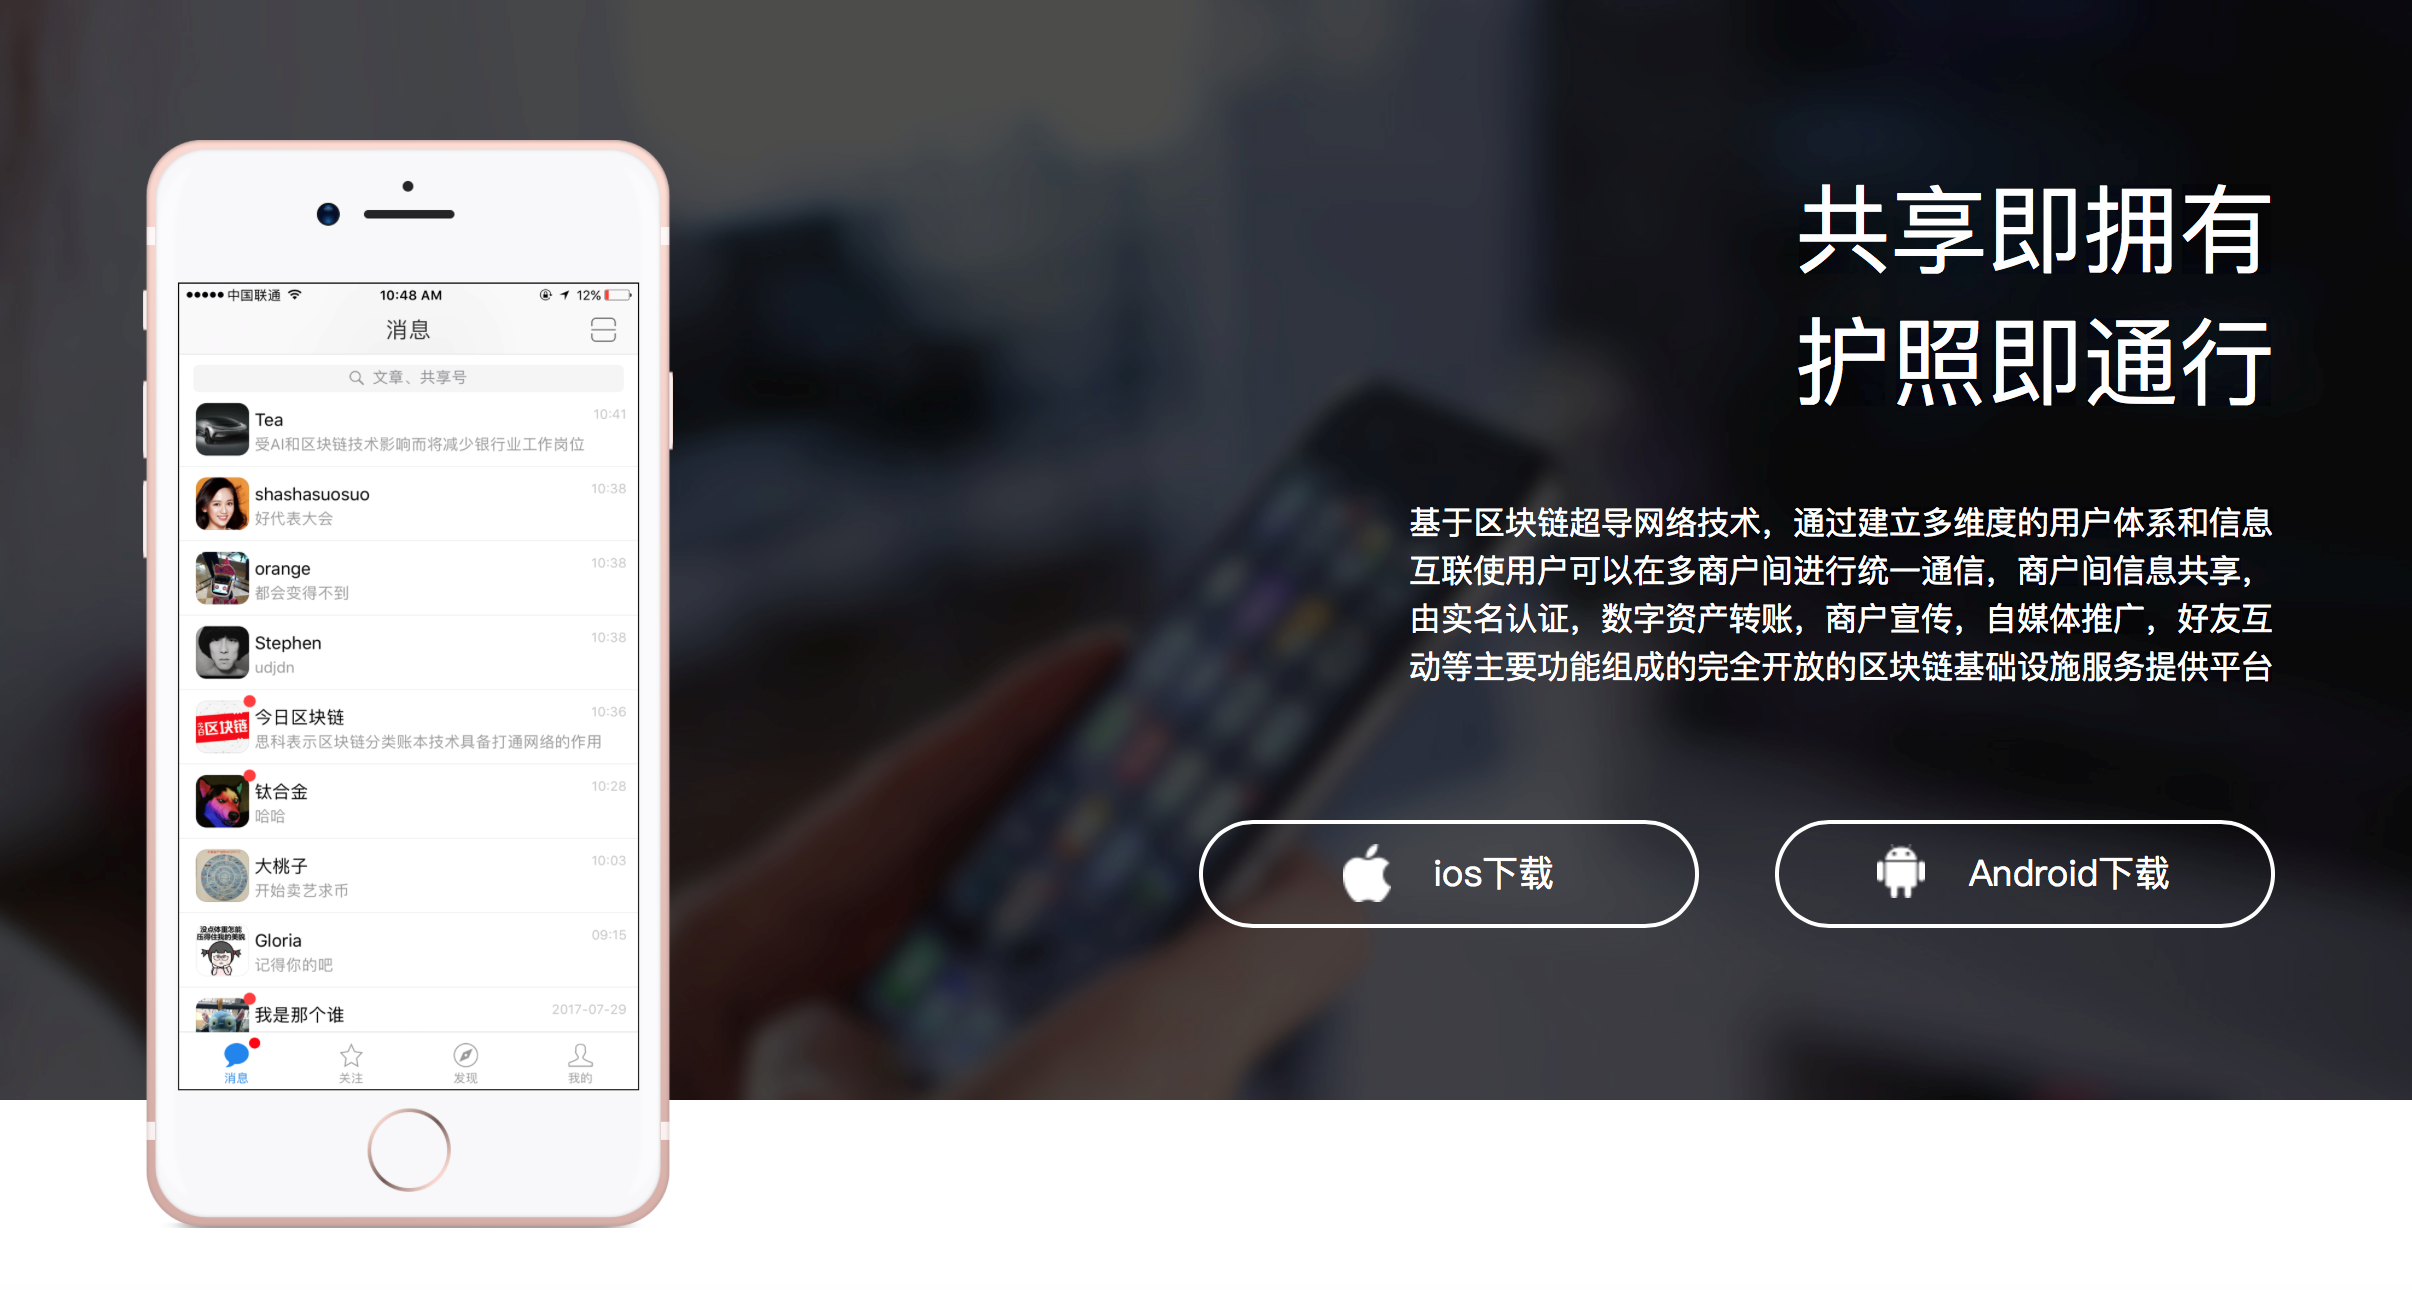 中国联通
10:48 AM
12%
消息
文章、共享号
Tea
10:41
受AI和区块链技术影响而将减少银行业工作岗位
shashasuosuo
10:38
好代表大会
orange
10:38
都会变得不到
Stephen
10:38
udjdn
今日区块链
10:36
区块链
思科表示区块链分类账本技术具备打通网络的作用
钛合金
10:28
哈哈
大桃子
10:03
开始卖艺求币
没点体重怎能
压得住我的美貌
Gloria
09:15
记得你的吧
我是那个谁
2017-07-29
消息
关注
发现
我的
共享即拥有
护照即通行
基于区块链超导网络技术，通过建立多维度的用户体系和信息
互联使用户可以在多商户间进行统一通信，商户间信息共享，
由实名认证，数字资产转账，商户宣传，自媒体推广，好友互
动等主要功能组成的完全开放的区块链基础设施服务提供平台
ios下载
Android下载